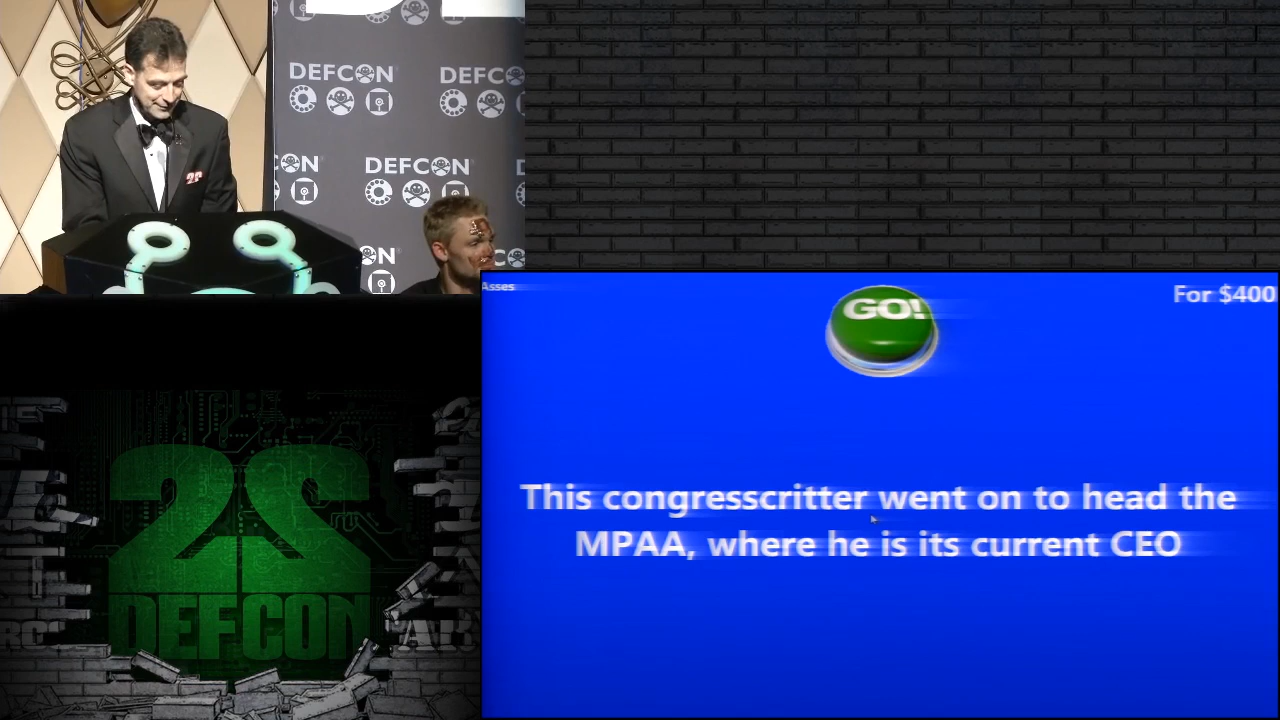 DEFCON
DEFCON
DEFCON
Asses
For $400
GO!
This congresscritter went on to head the
MPAA, where he is its current CEO
22
DEFCON